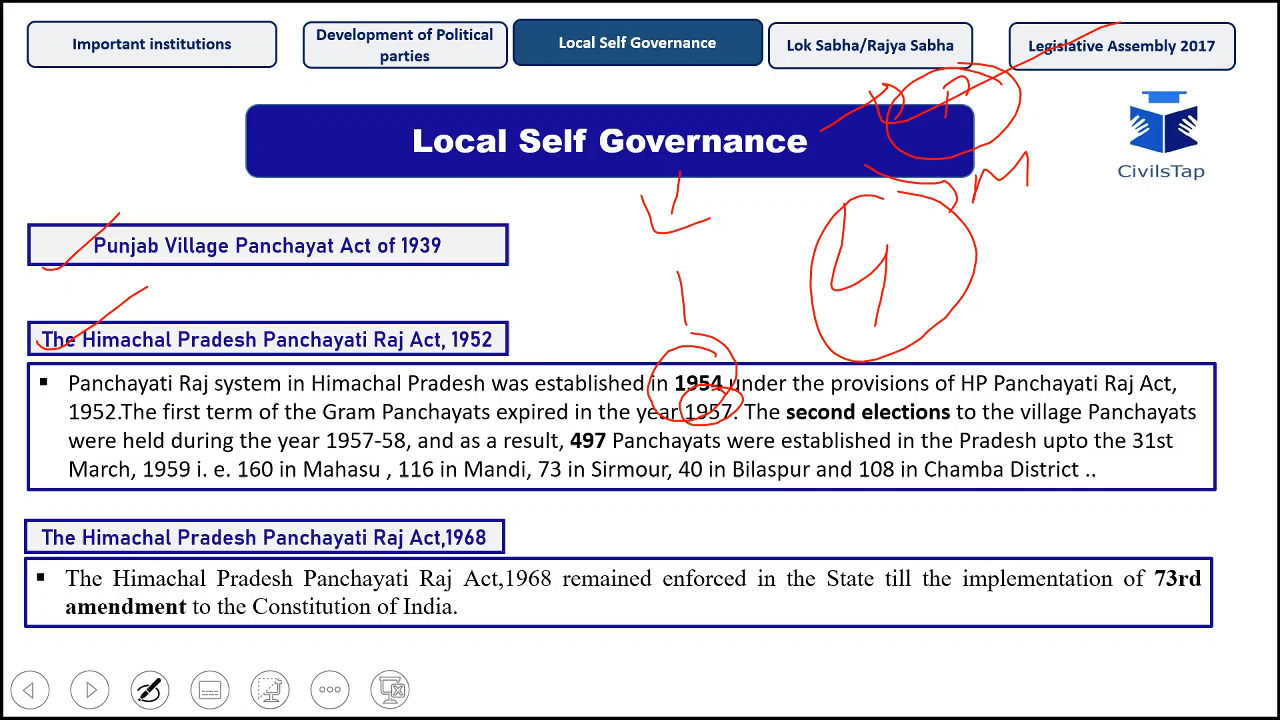 Important institutions
Development of Political
parties
Local Self Governance
Lok Sabha/Rajya Sabha
Legislative Assembly 2017
Local Self Governance
CivilsTap
Punjab Village Panchayat Act of 1939
The Himachal Pradesh Panchayati Raj Act, 1952
▪ Panchayati Raj system in Himachal Pradesh was established in 1954 under the provisions of HP Panchayati Raj Act,
1952.The first term of the Gram Panchayats expired in the year 1957. The second elections to the village Panchayats
were held during the year 1957-58, and as a result, 497 Panchayats were established in the Pradesh upto the 31st
March, 1959 i. e. 160 in Mahasu , 116 in Mandi, 73 in Sirmour, 40 in Bilaspur and 108 in Chamba District ..
The Himachal Pradesh Panchayati Raj Act,1968
▪ The Himachal Pradesh Panchayati Raj Act,1968 remained enforced in the State till the implementation of 73rd
amendment to the Constitution of India.